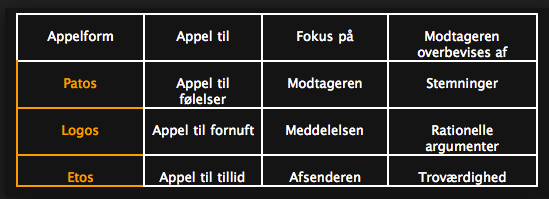 Appelform Appel til Fokus på Modtageren
overbevises af
Patos Appel til Modtageren Stemninger
følelser
Logos Appel til fornuft Meddelelsen Rationelle
argumenter
Etos Appel til tillid Afsenderen Troværdighed